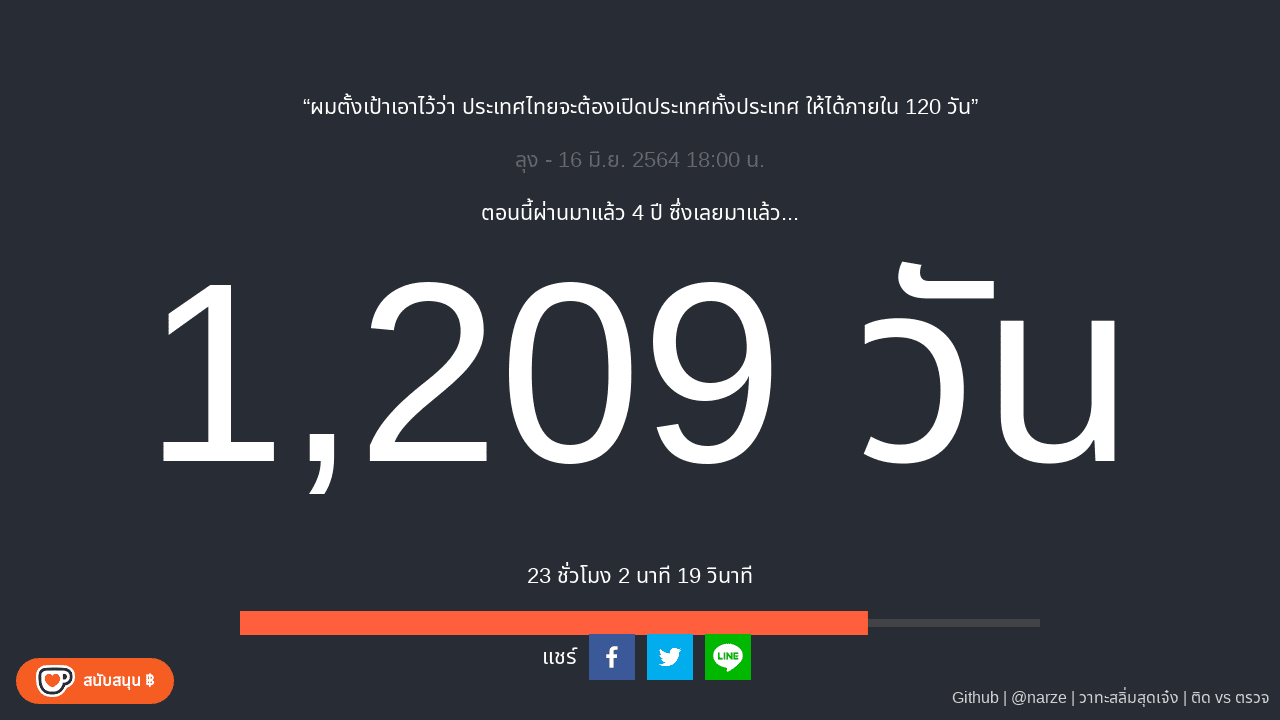 “ผมตั้งเป้าเอาไว้ว่า ประเทศไทยจะต้องเปิดประเทศทั้งประเทศ ให้ได้ภายใน 120 วัน”
ลุง - 16 มิ.ย. 2564 18:00 น.
ตอนนี้ผ่านมาแล้ว 4 ปี ซึ่งเลยมาแล้ว...
1,209 วัน
23 ชั่วโมง 2 นาที 19 วินาที
แชร์
LINE
สนับสนุน ฿
Github | @narze | วาทะสลิ่มสุดเจ๋ง | ติด vs ตรวจ